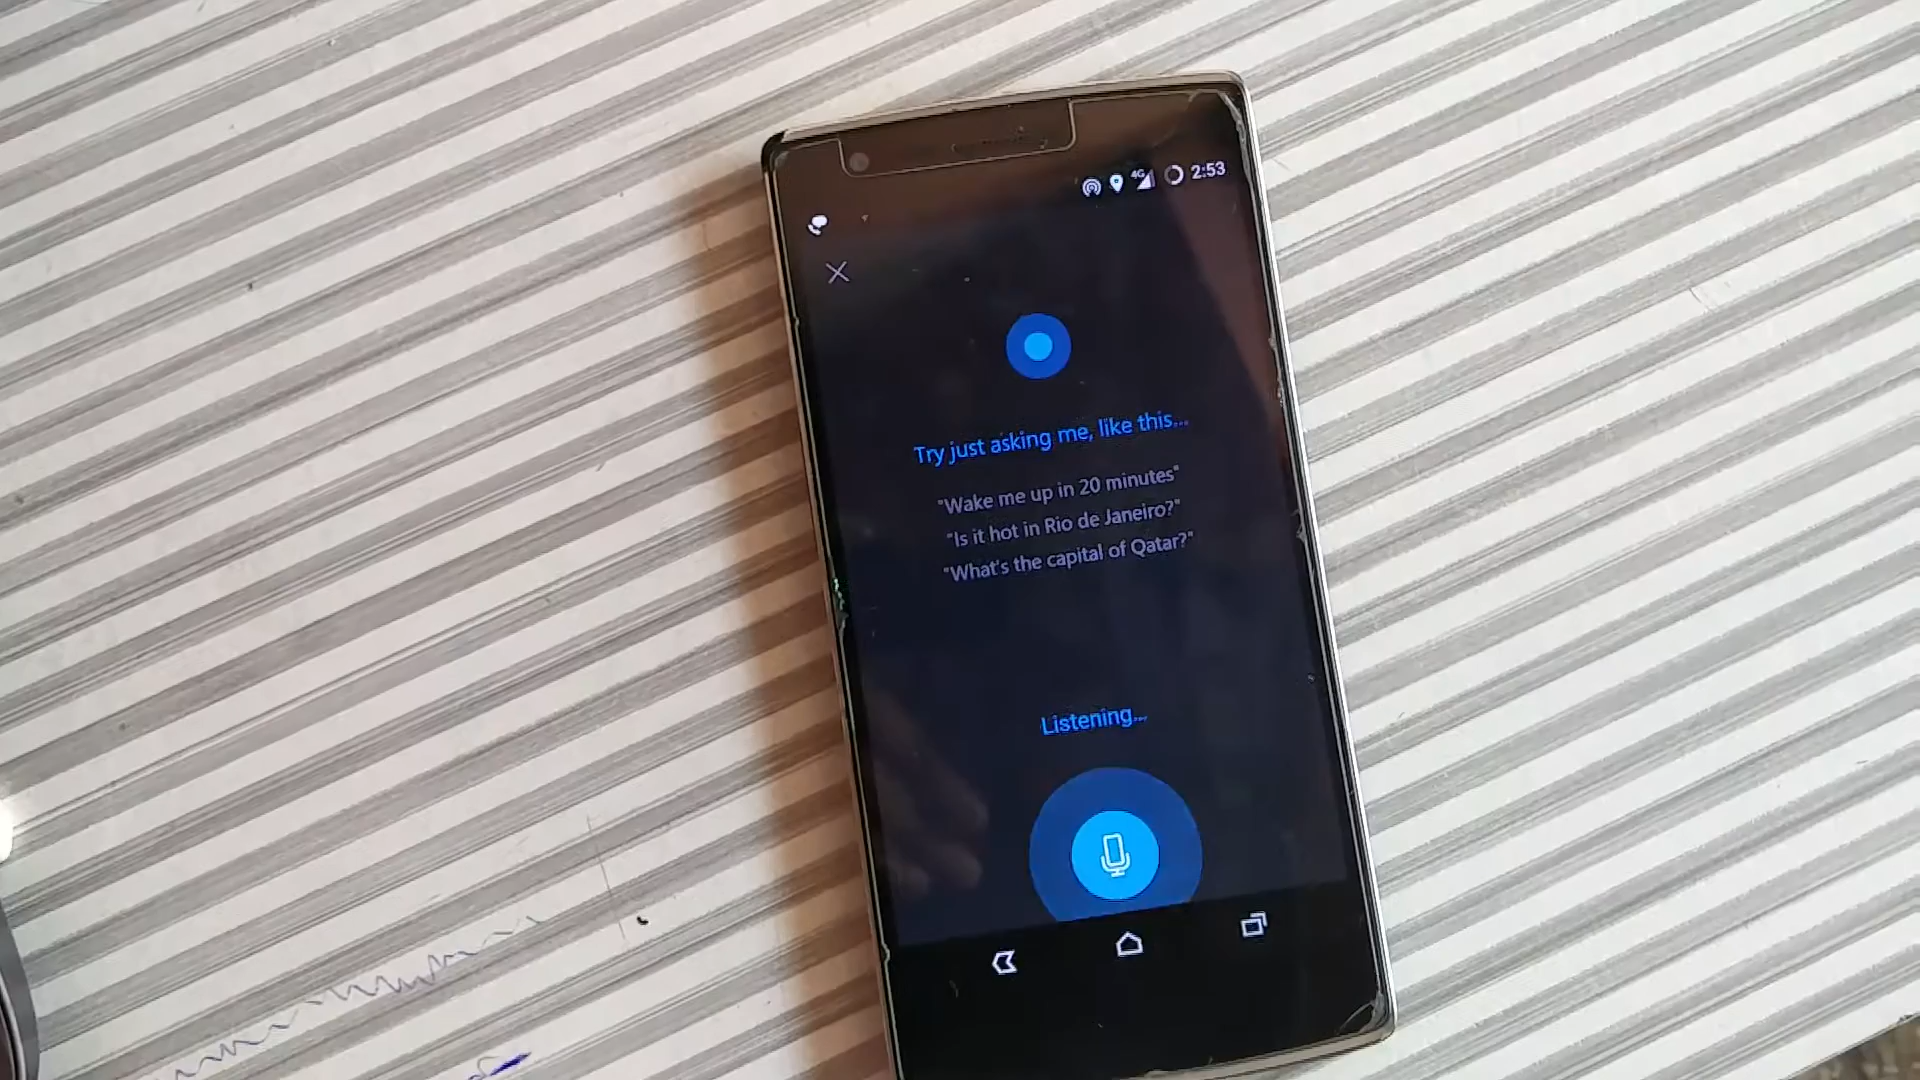 4G 2:53
Try just asking me, like this...
"Wake me up in 20 minutes"
"Is it hot in Rio de Janeiro?"
"What's the capital of Qatar?"
Listening...